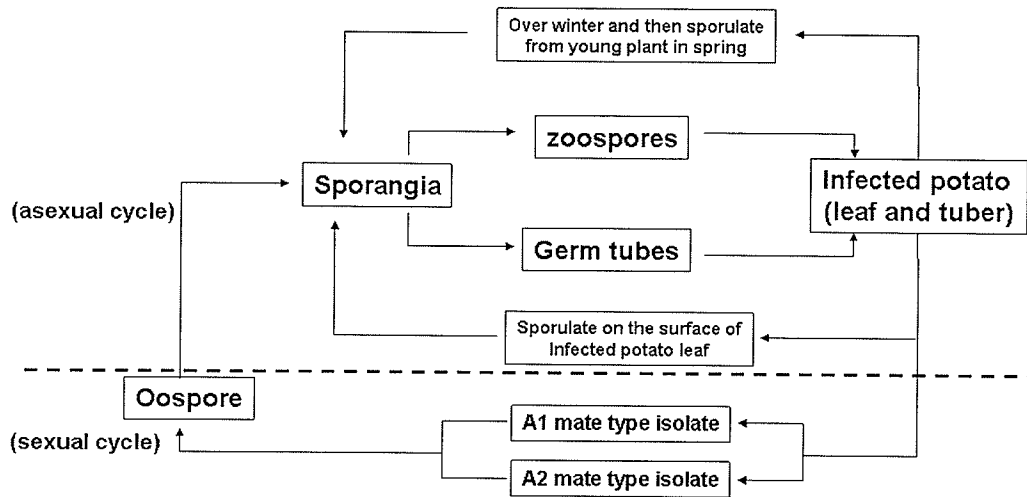 Over winter and then sporulate
from young plant in spring
zoospores
Sporangia
Infected potato
(leaf and tuber)
(asexual cycle)
Germ tubes
Sporulate on the surface of
Infected potato leaf
Oospore
A1 mate type isolate
(sexual cycle)
A2 mate type isolate